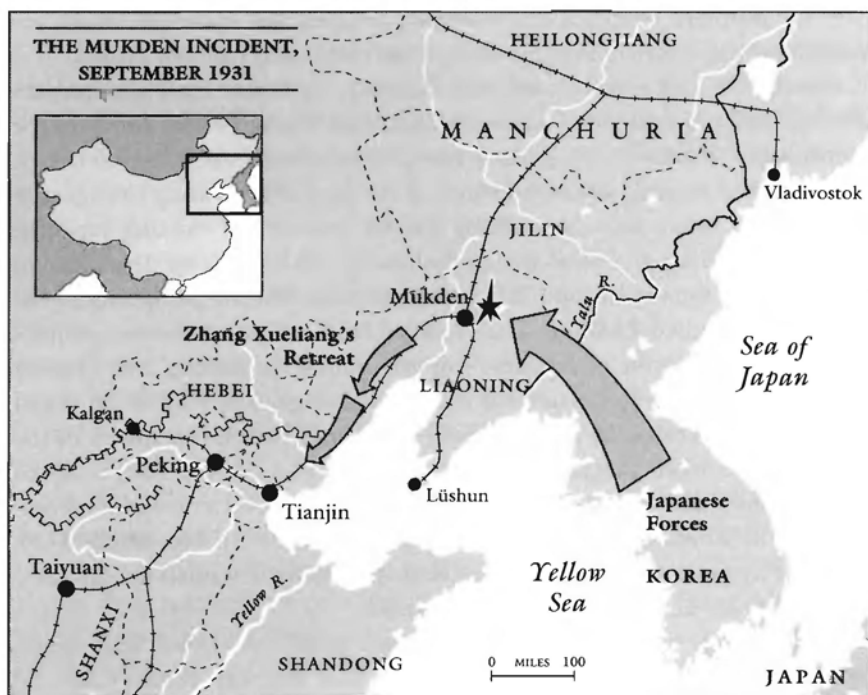 THE MUKDEN INCIDENT,
SEPTEMBER 1931
HEILONGJIANG
MANCHURIA
Vladivostok
JILIN
Mukden
Yalu R.
Zhang Xueliang's
Retreat
Sea of
Japan
LIAONING
HEBEI
Kalgan
Peking
Tianjin
Lüshun
Japanese
Forces
Taiyuan
Yellow R.
Yellow
Sea
KOREA
SHANXI
SHANDONG
0 MILES 100
JAPAN